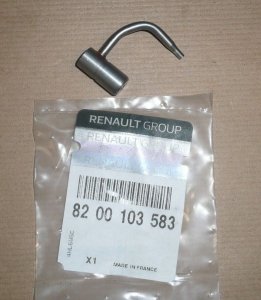 RENAULT GROUP
82 00 103 583
X1
MADE IN FRANCE